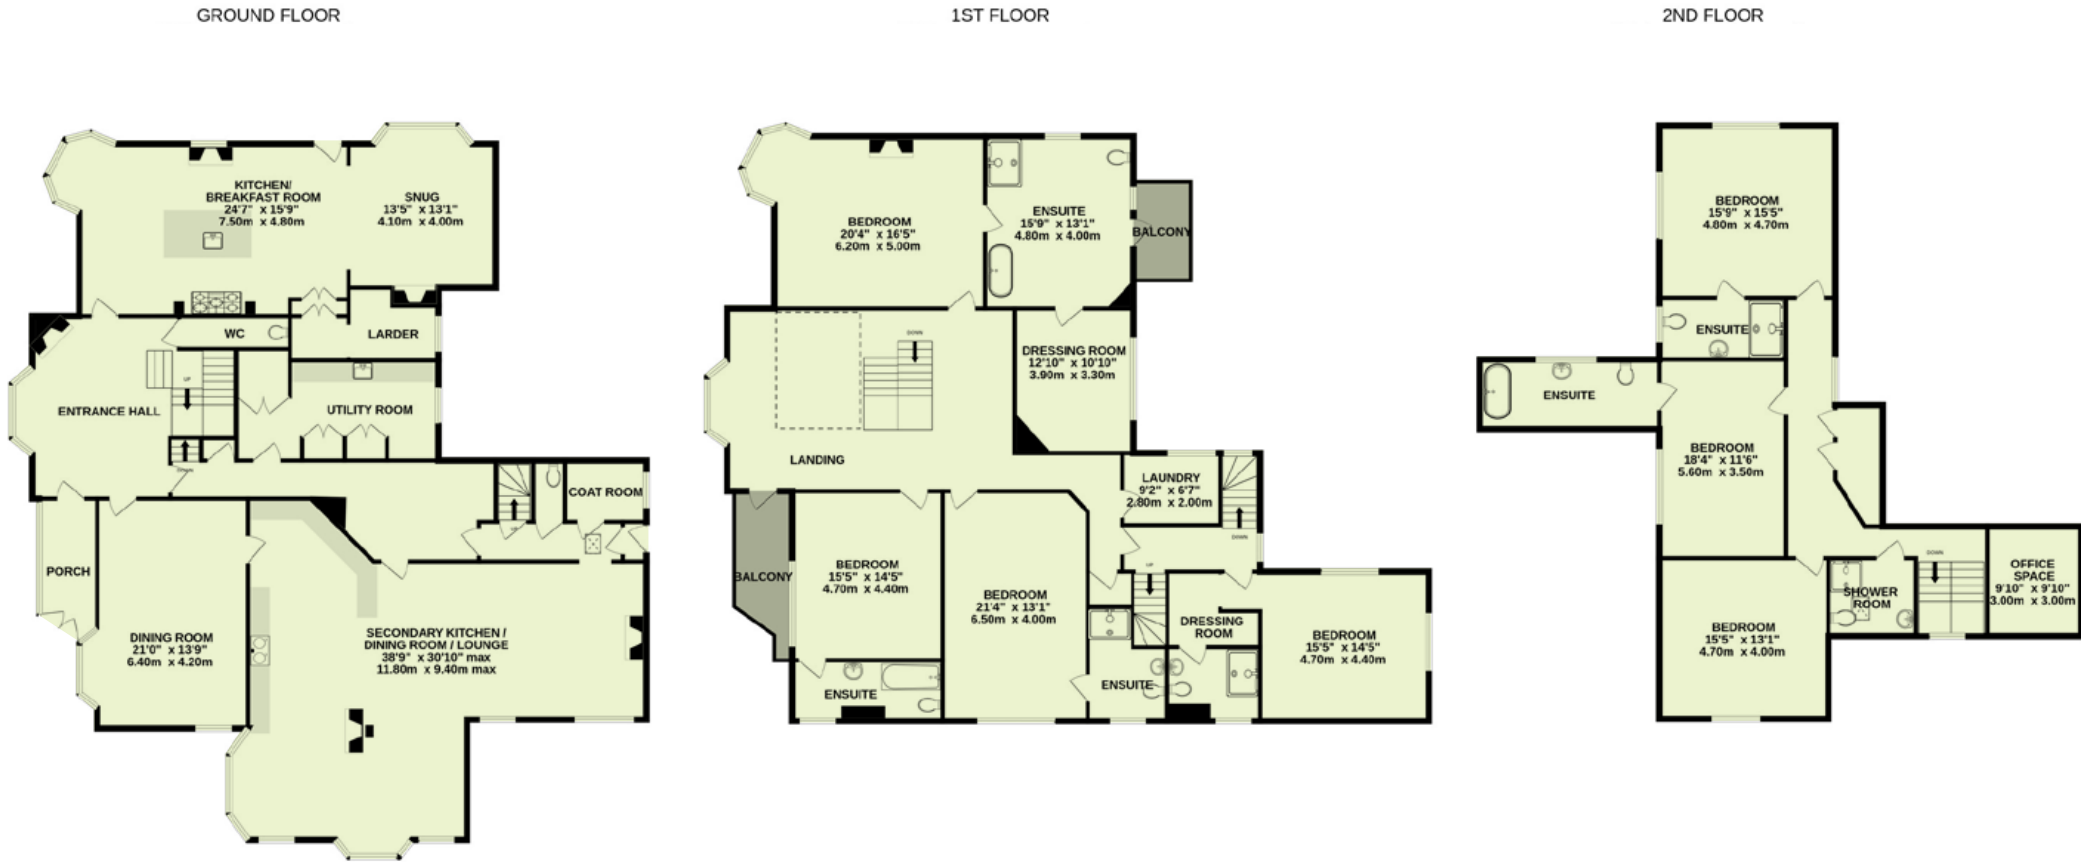 GROUND FLOOR
KITCHEN/
BREAKFAST ROOM
24'7" x 15'9"
7.50m x 4.80m
SNUG
13'5" x 13'1"
4.10m x 4.00m
WC
LARDER
UP
ENTRANCE HALL
UTILITY ROOM
DOWN
COAT ROOM
UP
PORCH
DINING ROOM
21'0" x 13'9"
6.40m x 4.20m
SECONDARY KITCHEN /
DINING ROOM / LOUNGE
38'9" x 30'10" max
11.80m x 9.40m max
1ST FLOOR
BEDROOM
20'4" x 16'5"
6.20m x 5.00m
ENSUITE
15'9" x 13'1"
4.80m x 4.00m
BALCONY
DOWN
DRESSING ROOM
12'10" x 10'10"
3.90m x 3.30m
LANDING
LAUNDRY
9'2" x 6'7"
2.80m x 2.00m
DOWN
BALCONY
BEDROOM
15'5" x 14'5"
4.70m x 4.40m
UP
BEDROOM
21'4" x 13'1"
6.50m x 4.00m
DRESSING
ROOM
BEDROOM
15'5" x 14'5"
4.70m x 4.40m
ENSUITE
ENSUITE
2ND FLOOR
BEDROOM
15'9" x 15'5"
4.80m x 4.70m
ENSUITE
ENSUITE
BEDROOM
18'4" x 11'6"
5.60m x 3.50m
DOWN
OFFICE
SPACE
9'10" x 9'10"
3.00m x 3.00m
SHOWER
ROOM
BEDROOM
15'5" x 13'1"
4.70m x 4.00m